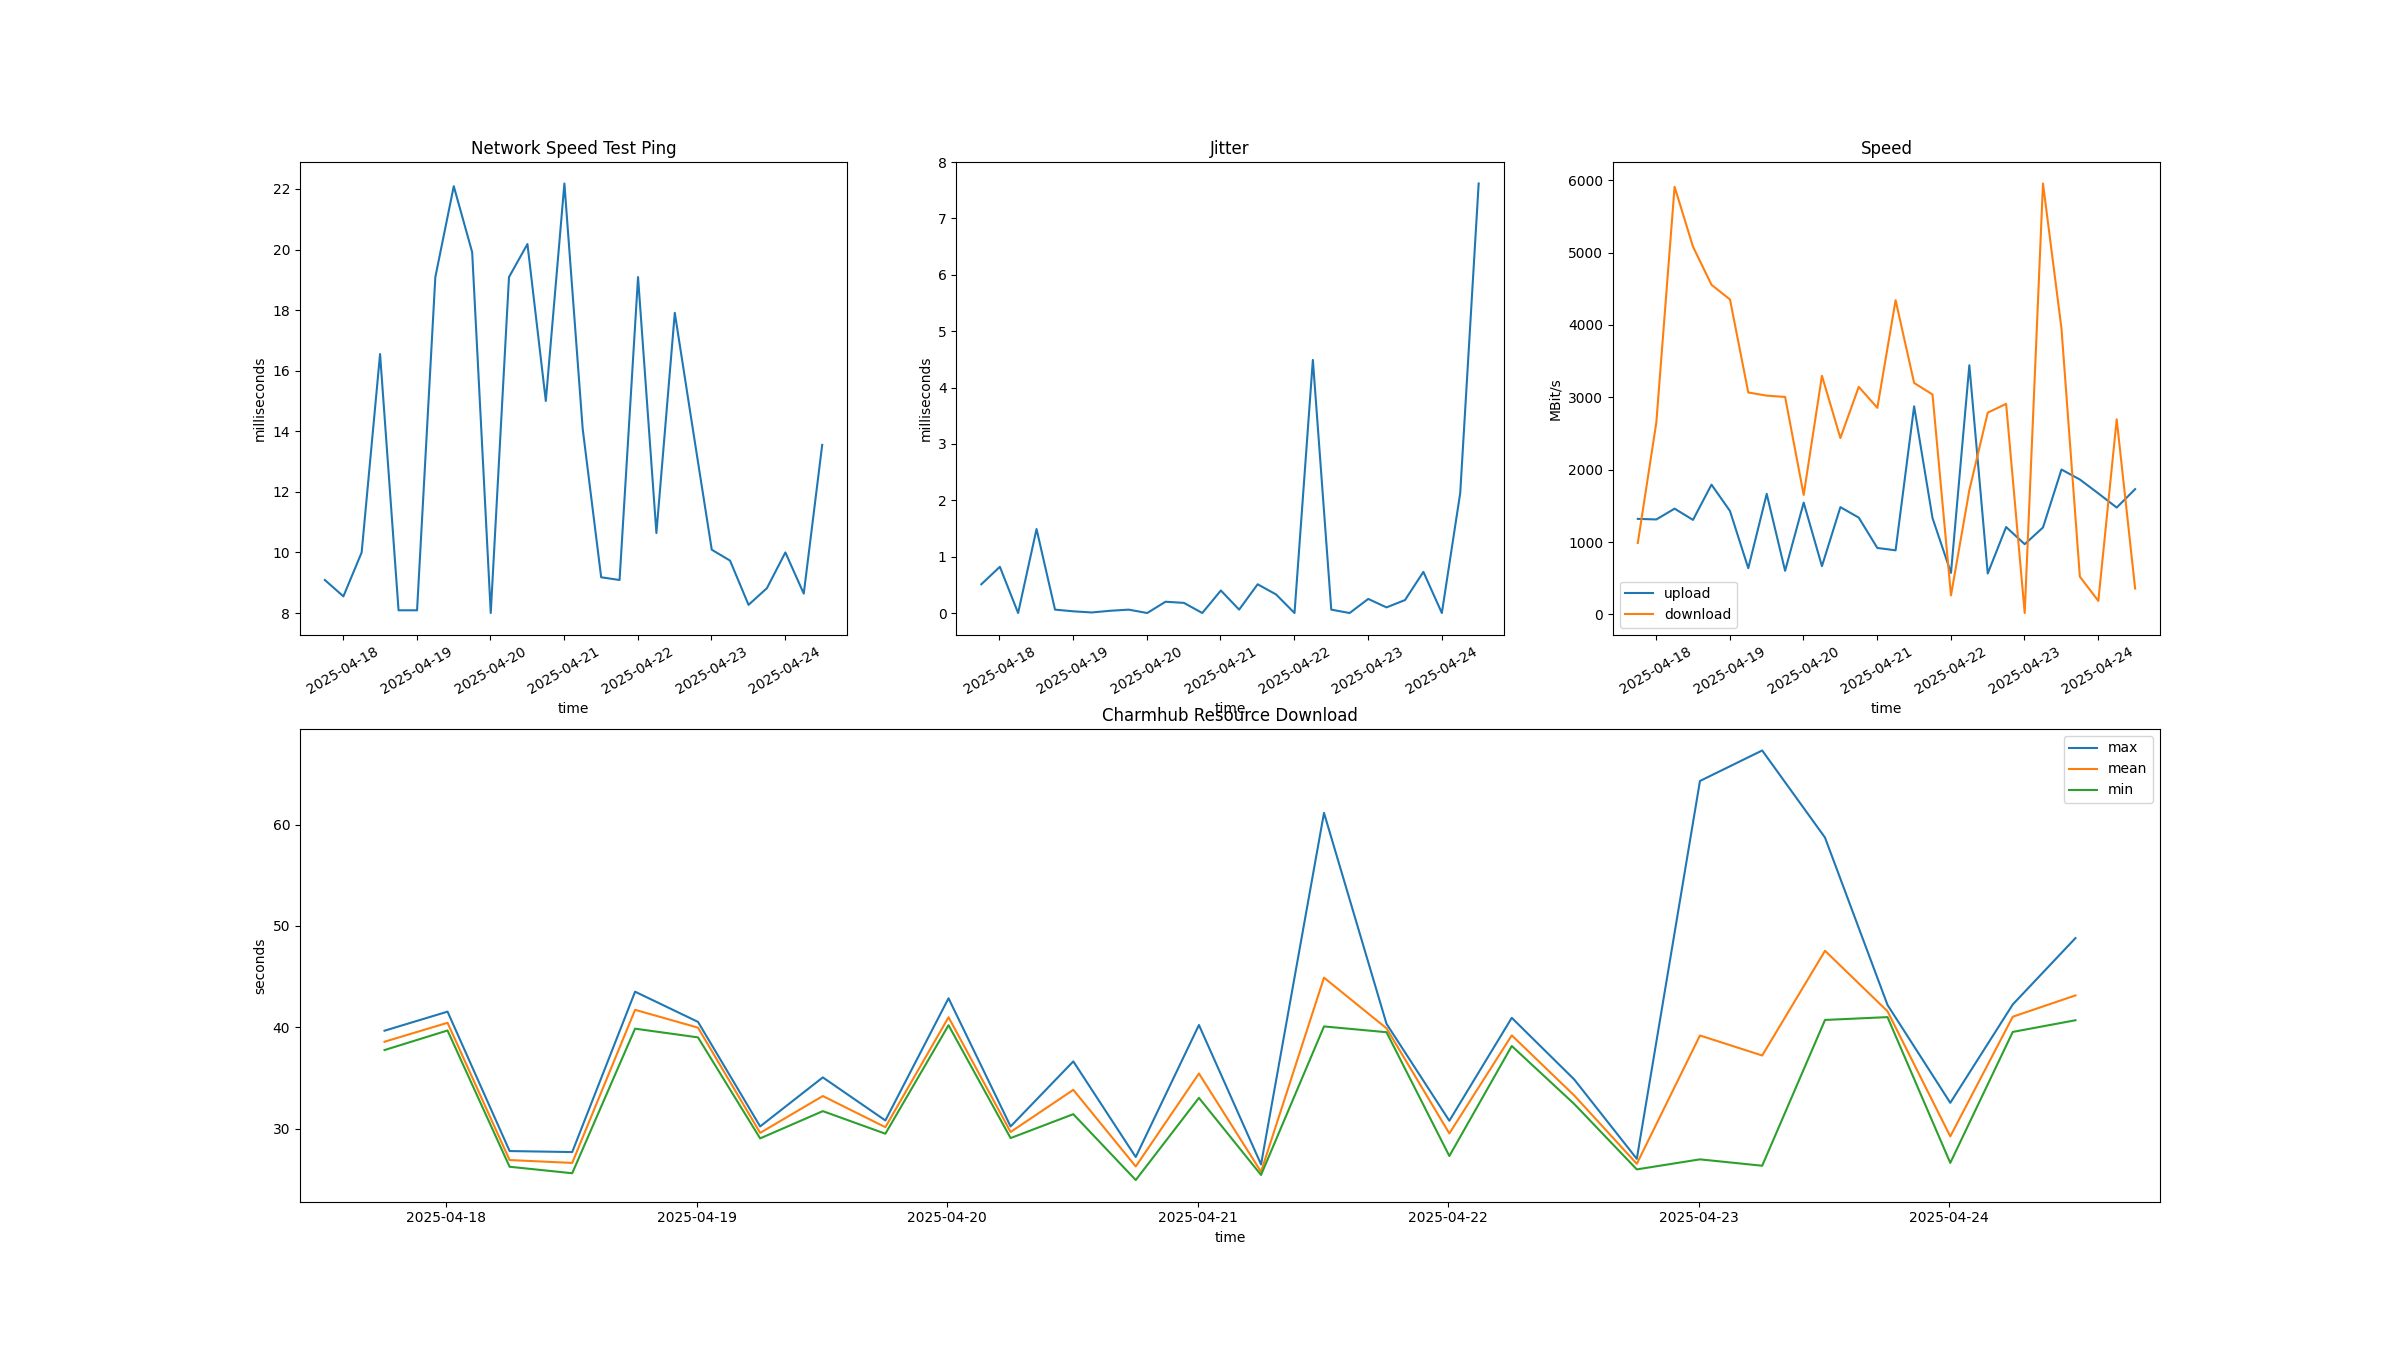 Network Speed Test Ping
milliseconds
22
20
18
16
14
12
10
8
2025-04-18 2025-04-19 2025-04-20 2025-04-21 2025-04-22 2025-04-23 2025-04-24
time
Jitter
milliseconds
8
7
6
5
4
3
2
1
0
2025-04-18 2025-04-19 2025-04-20 2025-04-21 2025-04-22 2025-04-23 2025-04-24
time
Speed
MBit/s
6000
5000
4000
3000
2000
1000
0
upload
download
2025-04-18 2025-04-19 2025-04-20 2025-04-21 2025-04-22 2025-04-23 2025-04-24
time
Charmhub Resource Download
seconds
60
50
40
30
max
mean
min
2025-04-18 2025-04-19 2025-04-20 2025-04-21 2025-04-22 2025-04-23 2025-04-24
time